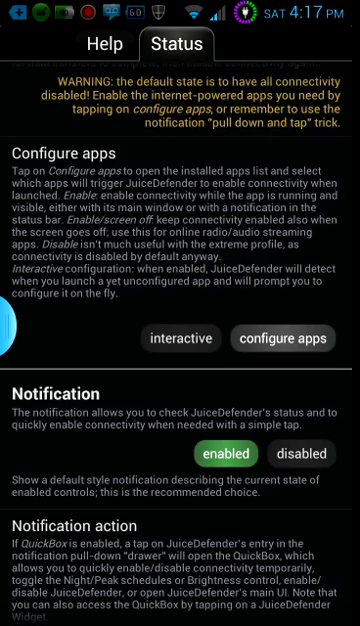 60 SAT 4:17 PM
Help Status
WARNING: the default state is to have all connectivity
disabled! Enable the internet-powered apps you need by
tapping on configure apps, or remember to use the
notification "pull down and tap" trick.
Configure apps
Tap on Configure apps to open the installed apps list and select
which apps will trigger JuiceDefender to enable connectivity when
launched. Enable: enable connectivity while the app is running and
visible, either with its main window or with a notification in the
status bar. Enable/screen off: keep connectivity enabled also when
the screen goes off; use this for online radio/audio streaming
apps. Disable isn't much useful with the extreme profile, as
connectivity is disabled by default anyway.
Interactive configuration: when enabled, JuiceDefender will detect
when you launch a yet unconfigured app and will prompt you to
configure it on the fly.
interactive configure apps
Notification
The notification allows you to check JuiceDefender's status and to
quickly enable connectivity when needed with a simple tap.
enabled disabled
Show a default style notification describing the current state of
enabled controls; this is the recommended choice.
Notification action
If QuickBox is enabled, a tap on JuiceDefender's entry in the
notification pull-down "drawer" will open the QuickBox, which
allows you to quickly enable/disable connectivity temporarily,
toggle the Night/Peak schedules or Brightness control, enable/
disable JuiceDefender, or open JuiceDefender's main UI. Note that
you can also access the QuickBox by tapping on a JuiceDefender
Widget.